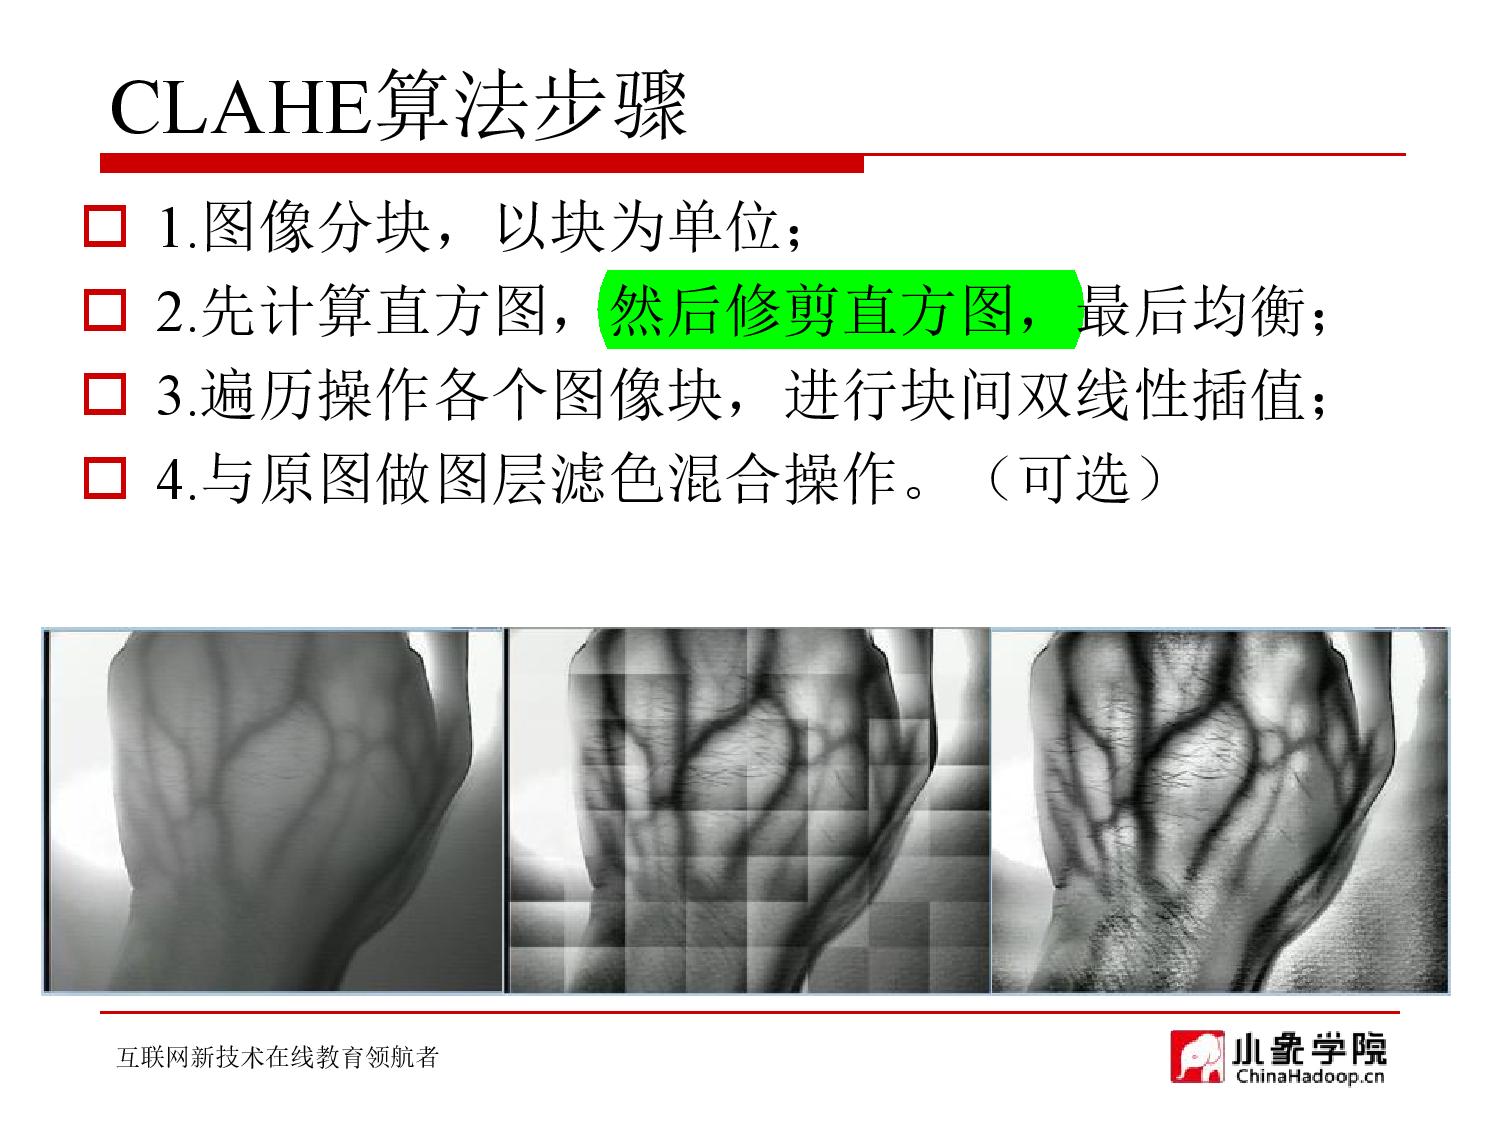 CLAHE算法步骤
1.图像分块，以块为单位；
2.先计算直方图，然后修剪直方图，最后均衡；
3.遍历操作各个图像块，进行块间双线性插值；
4.与原图做图层滤色混合操作。（可选）
互联网新技术在线教育领航者
小象学院
ChinaHadoop.cn